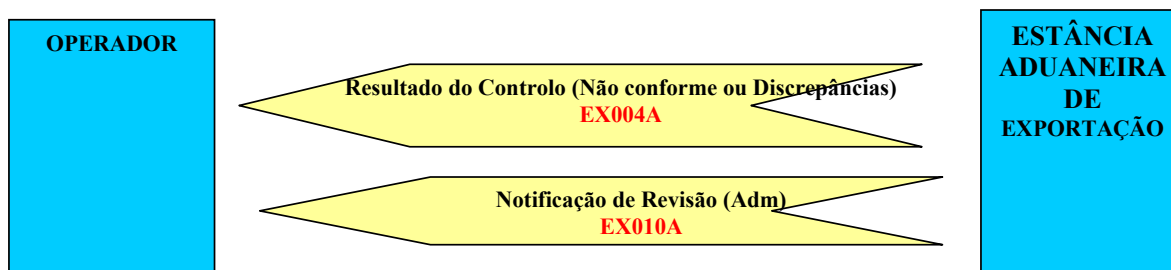 OPERADOR
Resultado do Controlo (Não conforme ou Discrepâncias)
EX004A
Notificação de Revisão (Adm)
EX010A
ESTÂNCIA
ADUANEIRA
DE
EXPORTAÇÃO